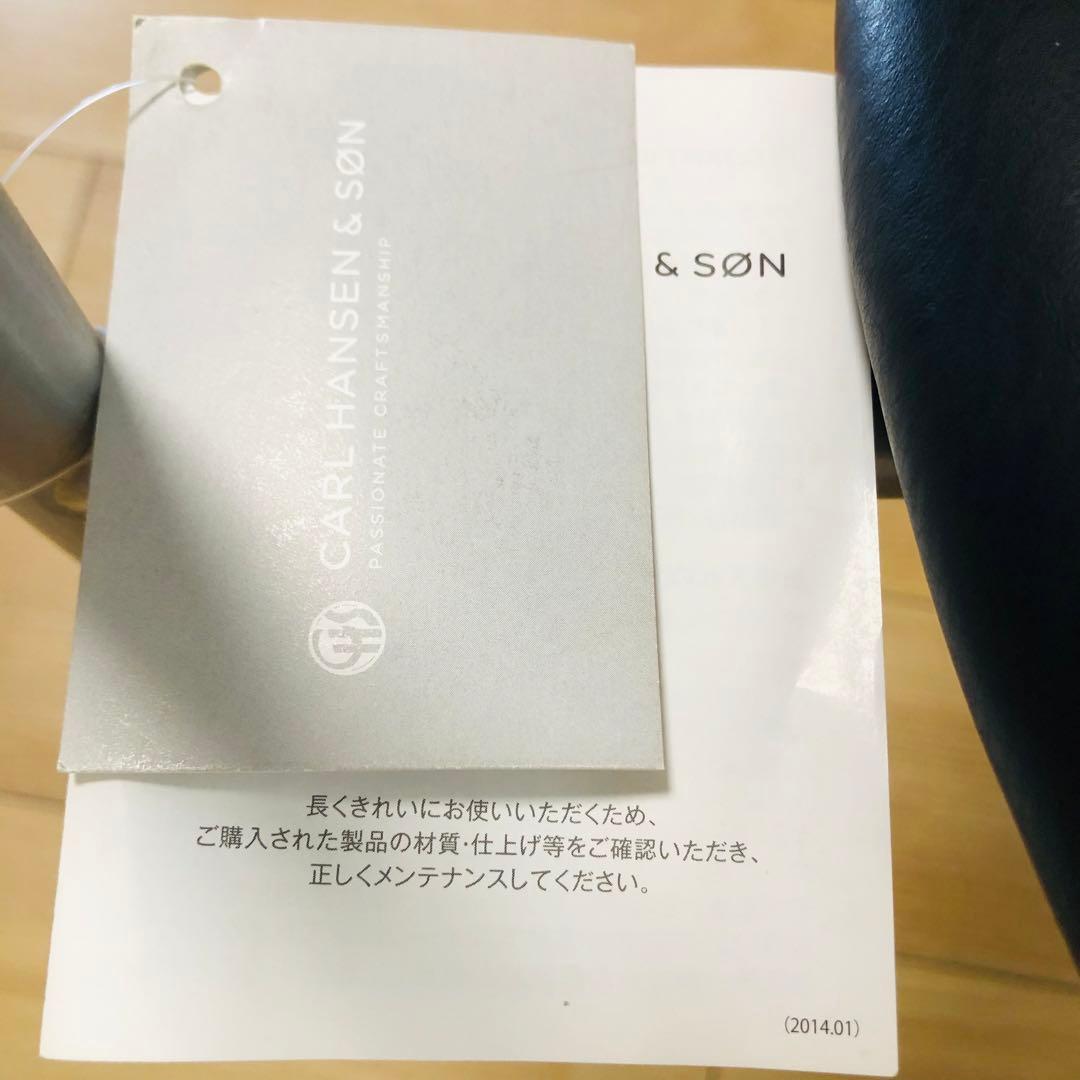 CARL HANSEN & SØN
PASSIONATE CRAFTSMANSHIP
& SØN
長くきれいにお使いいただくため、
ご購入された製品の材質・仕上げ等をご確認いただき、
正しくメンテナンスしてください。
(2014.01)